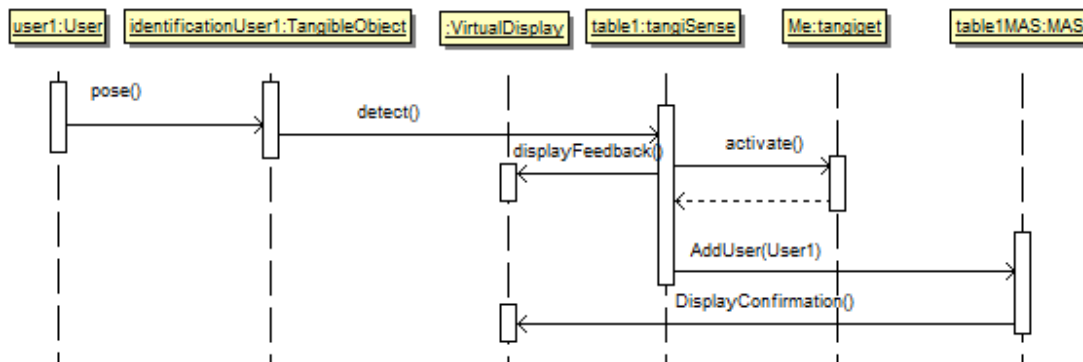 user1:User
identificationUser1:TangibleObject
:VirtualDisplay
table1:tangiSense
Me:tangiget
table1MAS:MAS
pose()
detect()
displayFeedback()
activate()
AddUser(User1)
DisplayConfirmation()